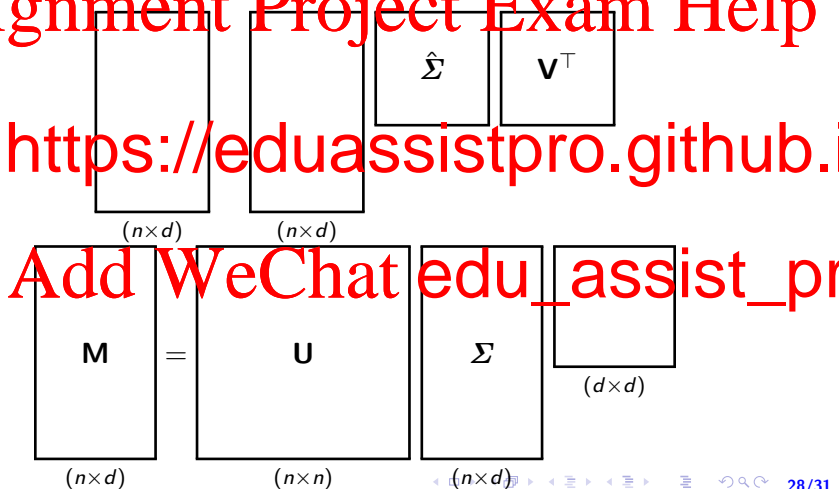 gnment Project Exam Help
Σ̂ V⊤
https://eduassistpro.github.i
(n×d) (n×d)
Add WeChat edu_assist_pr
M = U Σ
(d×d)
(n×d) (n×n) (n×d)
28/31